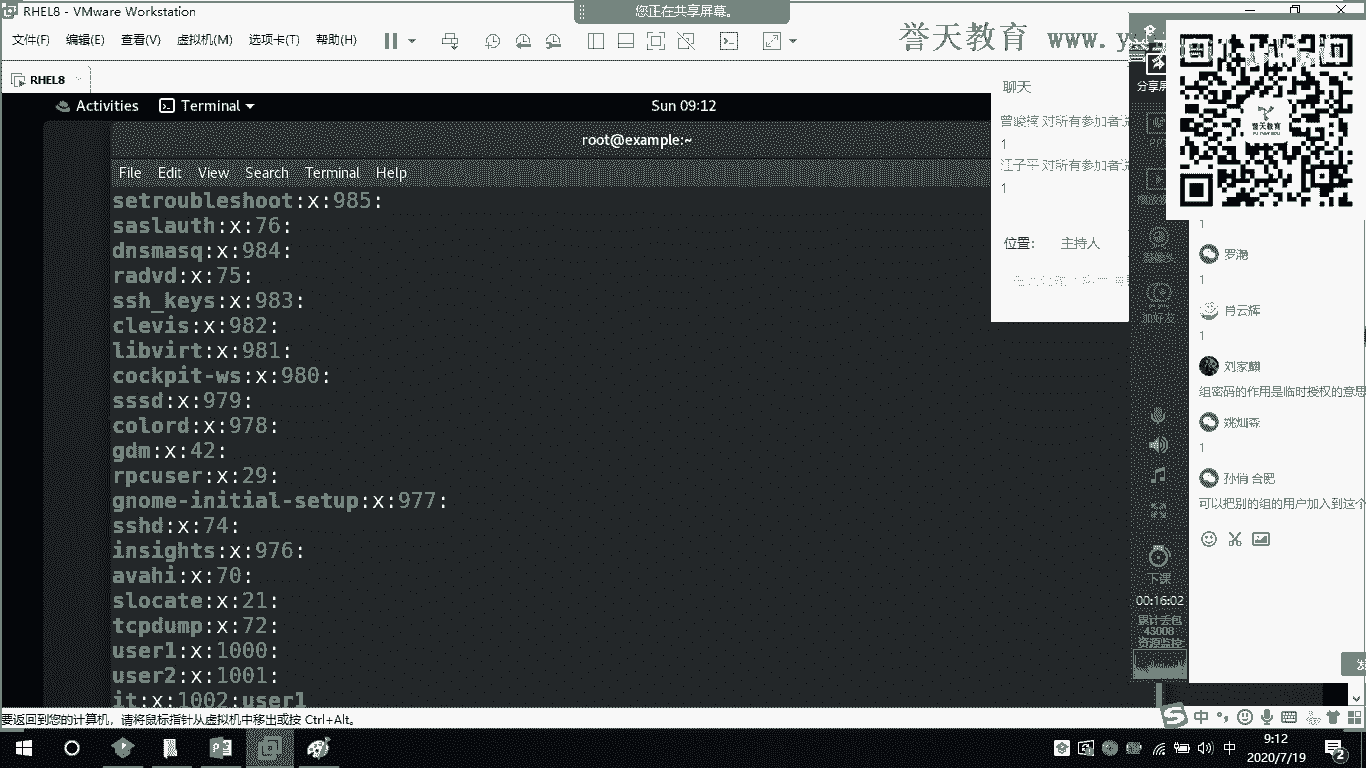 RHEL8 - VMware Workstation
您正在共享屏幕。
文件(F) 编辑(E) 查看(V) 虚拟机(M) 选项卡(T) 帮助(H)
誉天教育 www.
RHEL8
Activities Terminal Sun 09:12
root@example:~
File Edit View Search Terminal Help
setroubleshoot:x:985:
saslauth:x:76:
dnsmasq:x:984:
radvd:x:75:
ssh_keys:x:983:
clevis:x:982:
libvirt:x:981:
cockpit-ws:x:980:
sssd:x:979:
colord:x:978:
gdm:x:42:
rpcuser:x:29:
gnome-initial-setup:x:977:
sshd:x:74:
insights:x:976:
avahi:x:70:
slocate:x:21:
tcpdump:x:72:
user1:x:1000:
user2:x:1001:
it:x:1002:user1
聊天
对所有参加者说
1
汪子平 对所有参加者说
1
位置: 主持人
分享屏
加好友
下课
00:16:02
累计丢包
43008
资源监控
誉天教育
1
罗滟
1
肖云辉
1
刘家麟
组密码的作用是临时授权的意思
姚灿森
1
孙俏 合肥
可以把别的组的用户加入到这个
要返回到您的计算机，请将鼠标指针从虚拟机中移出或按 Ctrl+Alt。
中
中
9:12
2020/7/19
2